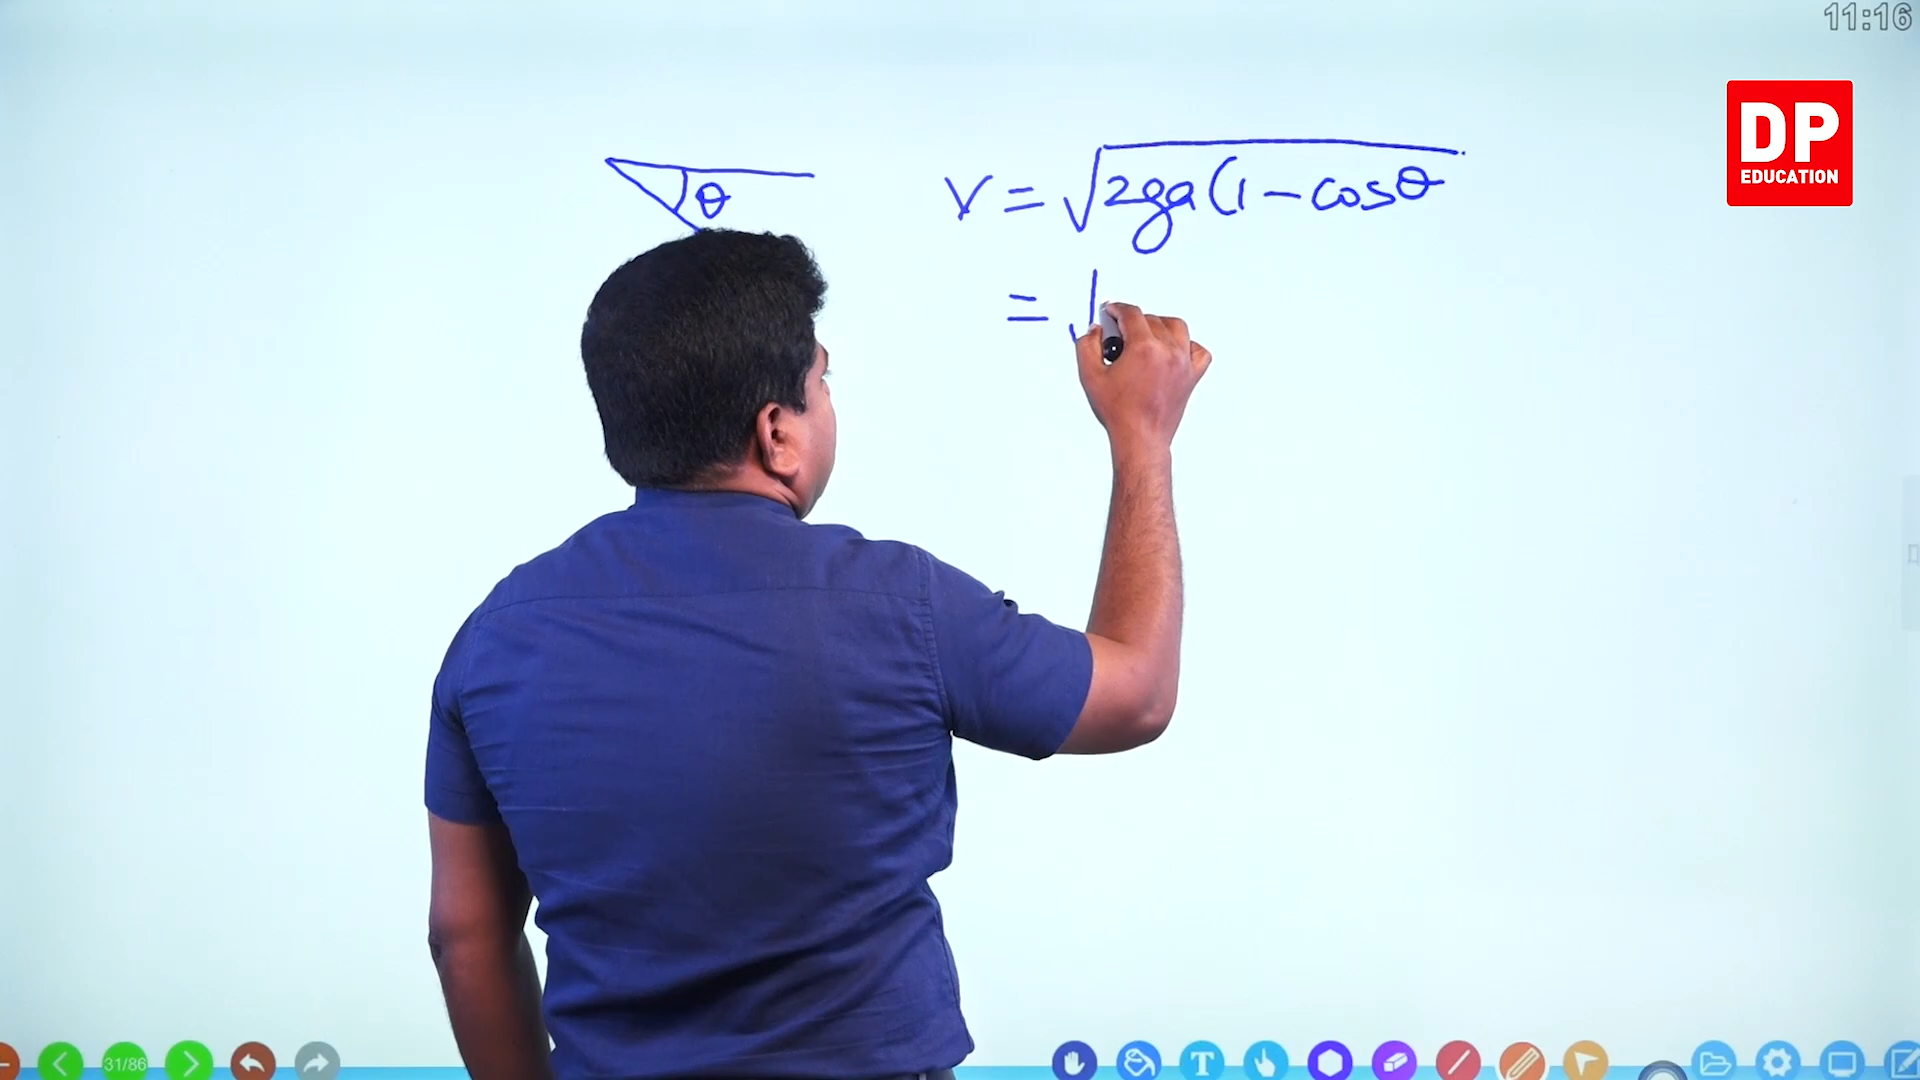 11:16
DP
EDUCATION
θ
V = √2ga(1 - cosθ
= √
31/86
T